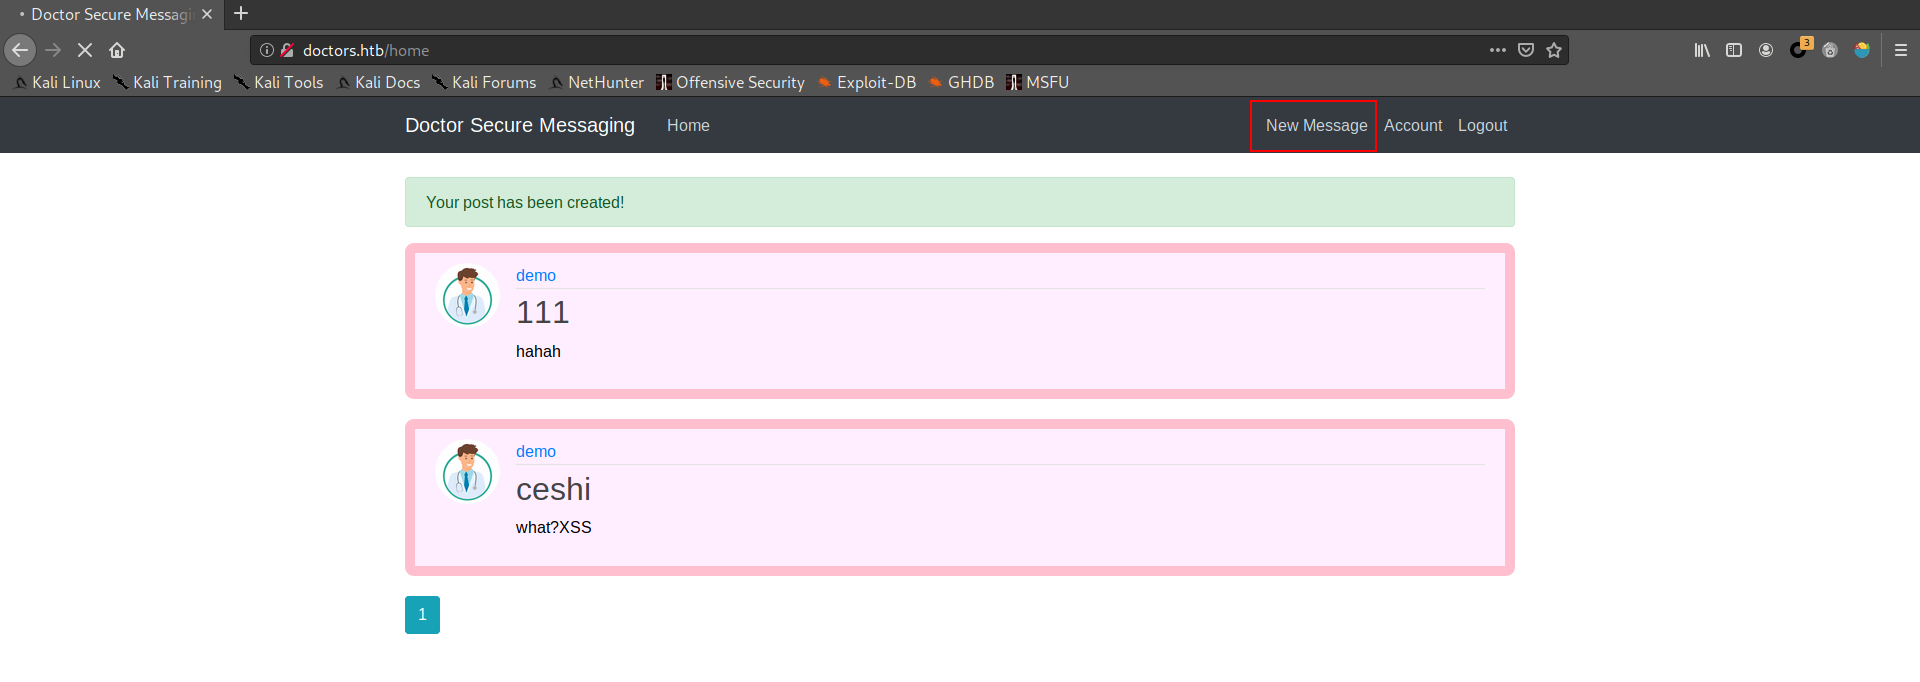 • Doctor Secure Messagi
doctors.htb/home
3
Kali Linux Kali Training Kali Tools Kali Docs Kali Forums NetHunter Offensive Security Exploit-DB GHDB MSFU
Doctor Secure Messaging Home New Message Account Logout
Your post has been created!
demo
111
hahah
demo
ceshi
what?XSS
1